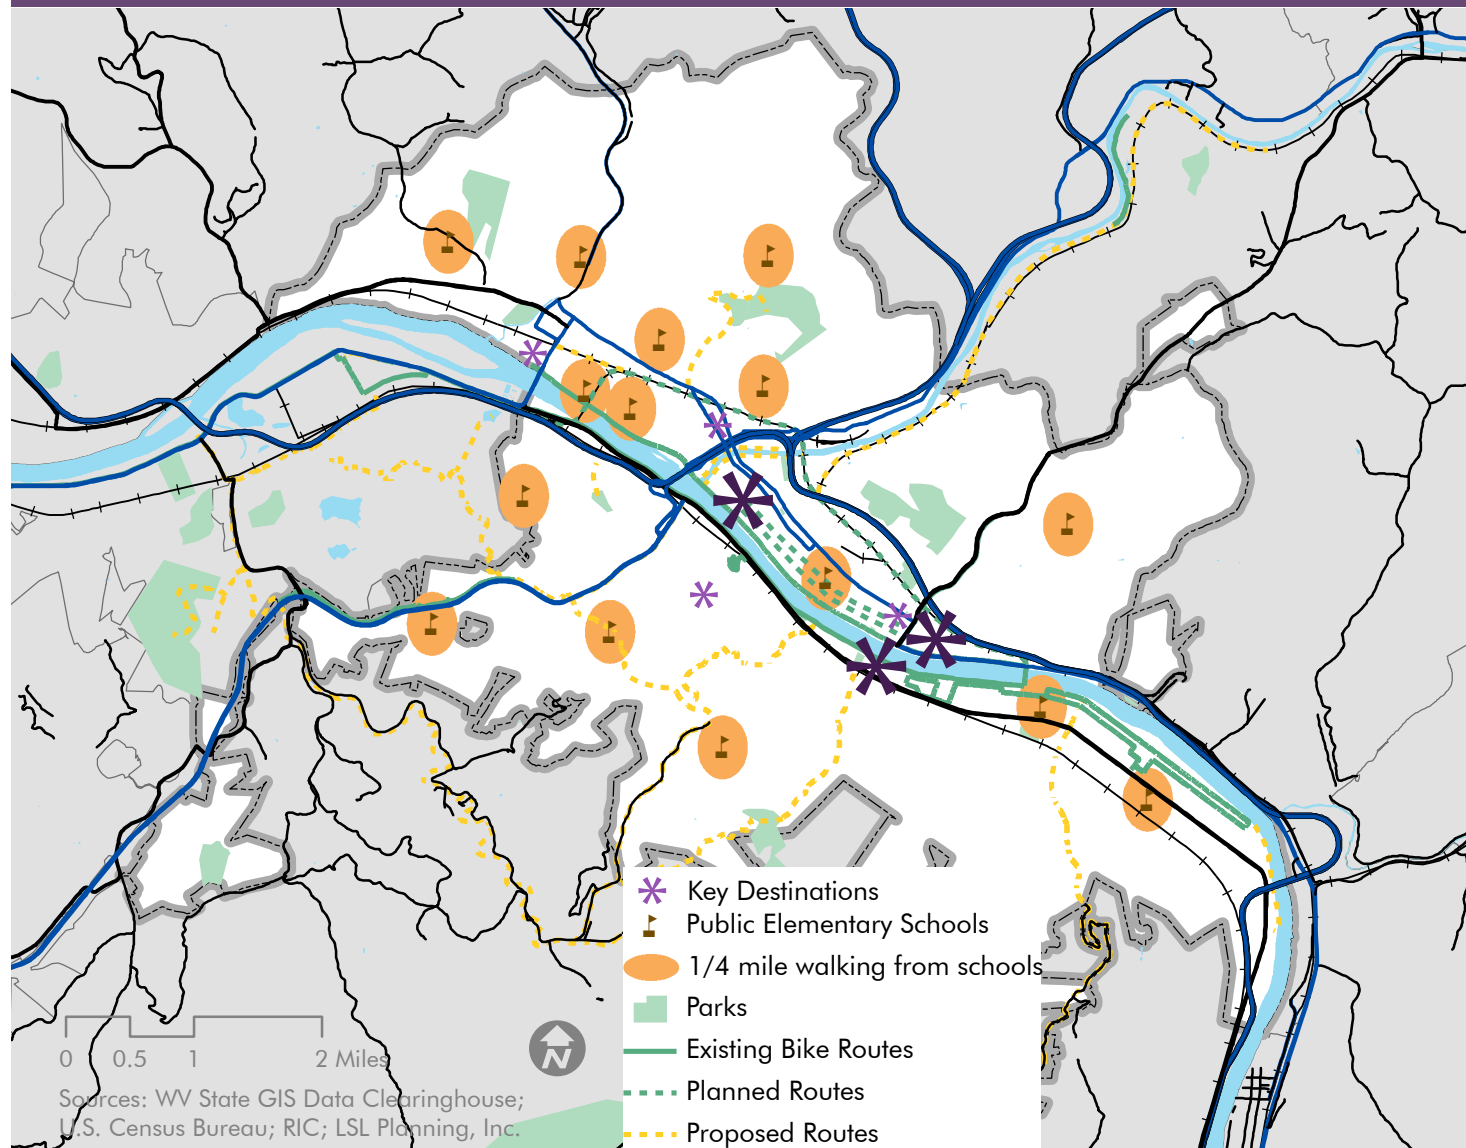 Key Destinations
Public Elementary Schools
1/4 mile walking from schools
Parks
Existing Bike Routes
Planned Routes
Proposed Routes
0 0.5 1 2 Miles
N
Sources: WV State GIS Data Clearinghouse;
U.S. Census Bureau; RIC; LSL Planning, Inc.